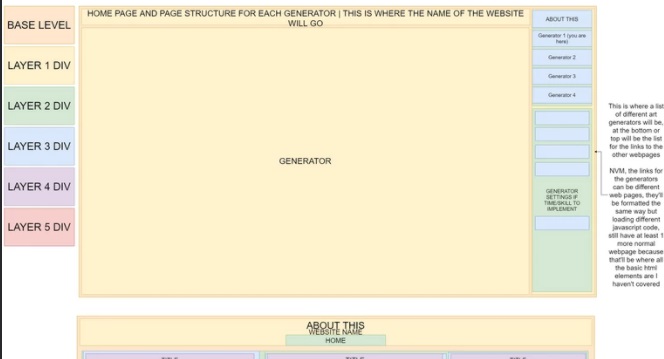 BASE LEVEL
LAYER 1 DIV
LAYER 2 DIV
LAYER 3 DIV
LAYER 4 DIV
LAYER 5 DIV
HOME PAGE AND PAGE STRUCTURE FOR EACH GENERATOR | THIS IS WHERE THE NAME OF THE WEBSITE
WILL GO
GENERATOR
ABOUT THIS
Generator 1 (you are
here)
Generator 2
Generator 3
Generator 4
GENERATOR
SETTINGS IF
TIME/SKILL TO
IMPLEMENT
This is where a list
of different art
generators will be,
at the bottom or
top will be the list
for the links to the
other webpages
NVM, the links for
the generators
can be different
web pages, they'll
be formatted the
same way but
loading different
javascript code,
still have at least 1
more normal
webpage because
that'll be where all
the basic html
elements are I
haven't covered
ABOUT THIS
WEBSITE NAME
HOME